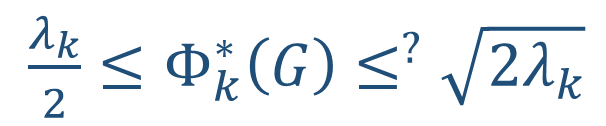 λ_k/2 ≤ Φ*_k(G) ≤? √(2λ_k)